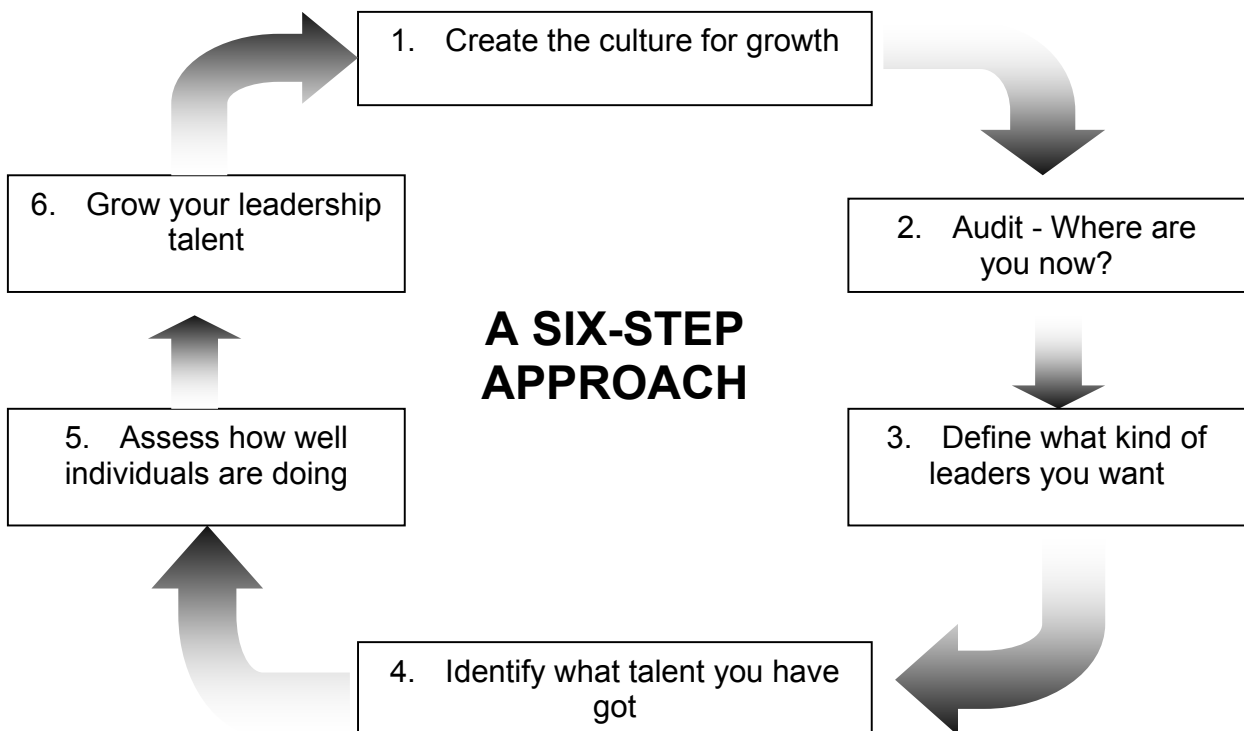 1. Create the culture for growth
2. Audit - Where are
you now?
3. Define what kind of
leaders you want
4. Identify what talent you have
got
5. Assess how well
individuals are doing
6. Grow your leadership
talent
A SIX-STEP
APPROACH